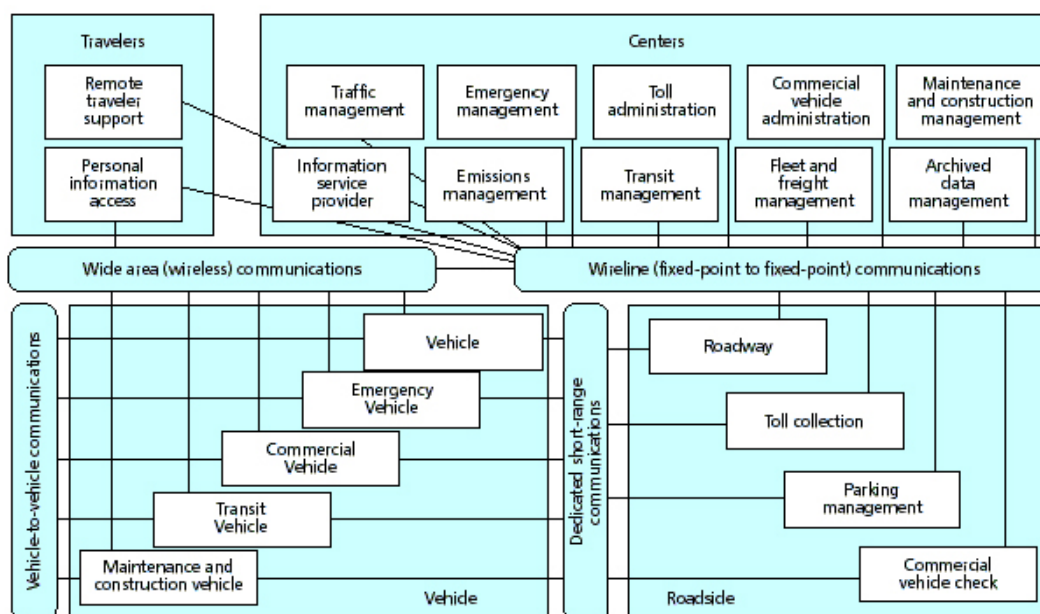 Travelers
Centers
Remote
traveler
support
Traffic
management
Emergency
management
Toll
administration
Commercial
vehicle
administration
Maintenance
and construction
management
Personal
information
access
Information
service
provider
Emissions
management
Transit
management
Fleet and
freight
management
Archived
data
management
Wide area (wireless) communications
Wireline (fixed-point to fixed-point) communications
Vehicle-to-vehicle communications
Vehicle
Emergency
Vehicle
Commercial
Vehicle
Transit
Vehicle
Maintenance and
construction vehicle
Vehicle
Dedicated short-range
communications
Roadway
Toll collection
Parking
management
Commercial
vehicle check
Roadside